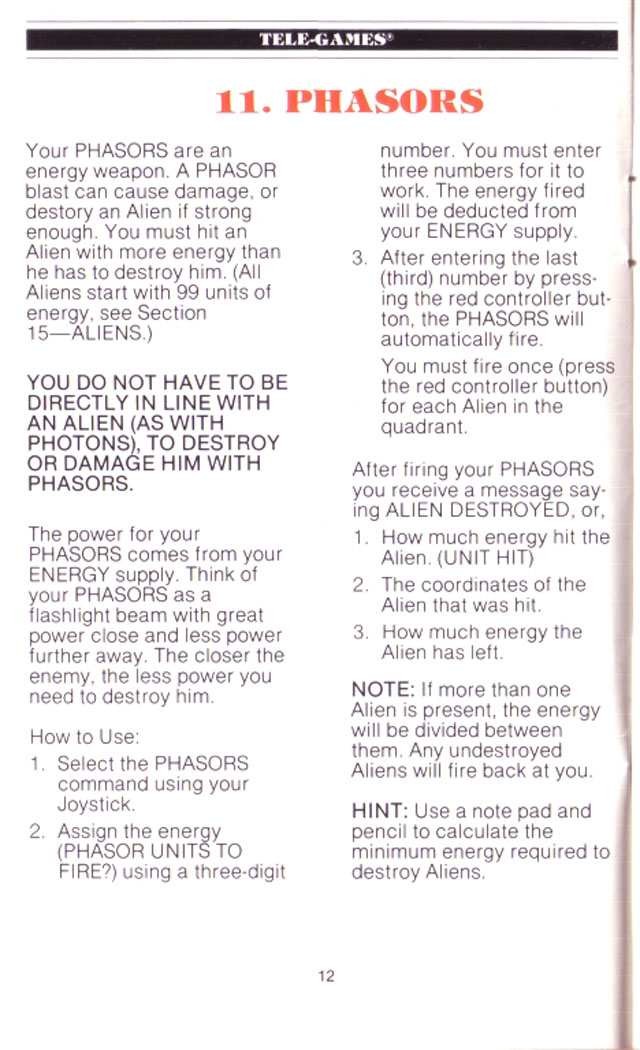 TELE-GAMES®
11. PHASORS
Your PHASORS are an
energy weapon. A PHASOR
blast can cause damage, or
destory an Alien if strong
enough. You must hit an
Alien with more energy than
he has to destroy him. (All
Aliens start with 99 units of
energy, see Section
15—ALIENS.)
YOU DO NOT HAVE TO BE
DIRECTLY IN LINE WITH
AN ALIEN (AS WITH
PHOTONS), TO DESTROY
OR DAMAGE HIM WITH
PHASORS.
The power for your
PHASORS comes from your
ENERGY supply. Think of
your PHASORS as a
flashlight beam with great
power close and less power
further away. The closer the
enemy, the less power you
need to destroy him.
How to Use:
1. Select the PHASORS
command using your
Joystick.
2. Assign the energy
(PHASOR UNITS TO
FIRE?) using a three-digit
number. You must enter
three numbers for it to
work. The energy fired
will be deducted from
your ENERGY supply.
3. After entering the last
(third) number by press-
ing the red controller but-
ton, the PHASORS will
automatically fire.
You must fire once (press
the red controller button)
for each Alien in the
quadrant.
After firing your PHASORS
you receive a message say-
ing ALIEN DESTROYED, or,
1. How much energy hit the
Alien. (UNIT HIT)
2. The coordinates of the
Alien that was hit.
3. How much energy the
Alien has left.
NOTE: If more than one
Alien is present, the energy
will be divided between
them. Any undestroyed
Aliens will fire back at you.
HINT: Use a note pad and
pencil to calculate the
minimum energy required to
destroy Aliens.
12